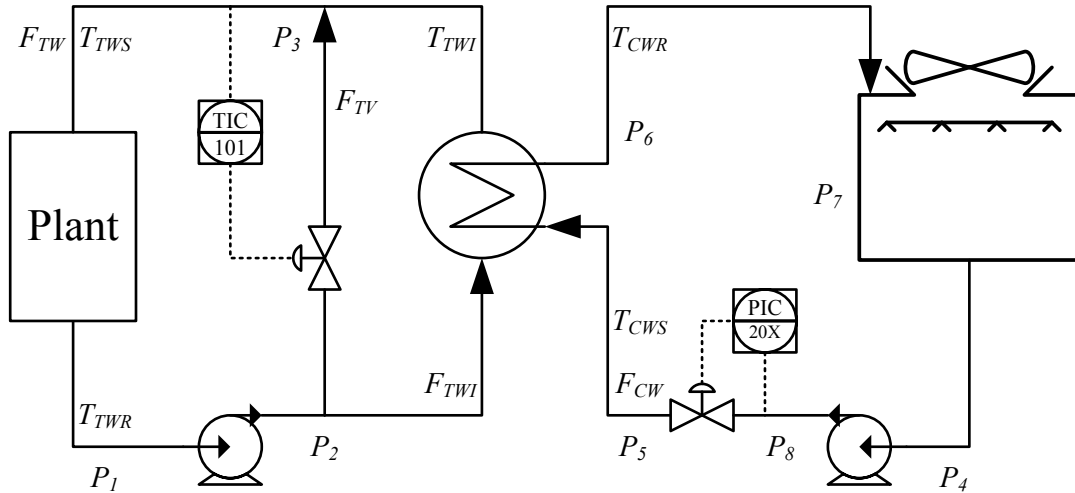 F_TW T_TWS
P_3
T_TWI
T_CWR
F_TV
TIC
101
P_6
Plant
P_7
PIC
20X
T_CWS
T_TWR
F_TWI
F_CW
P_1
P_2
P_5
P_8
P_4